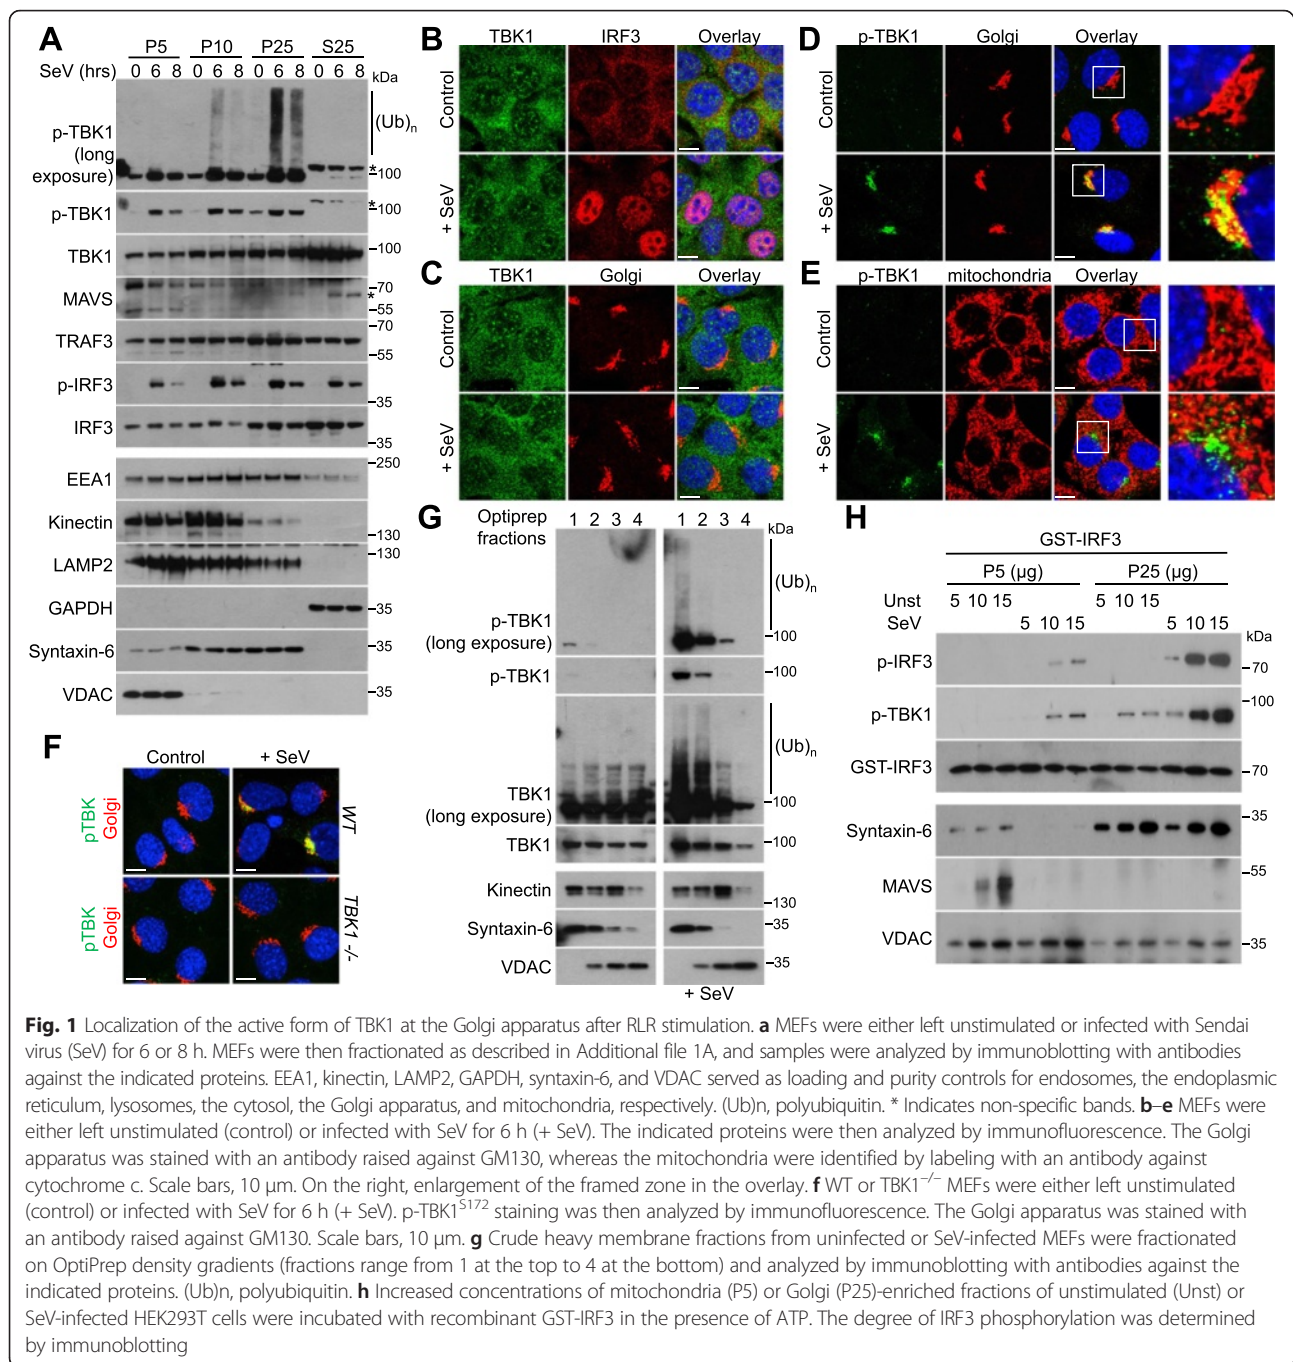 A
P5 P10 P25 S25
SeV (hrs) 0 6 8 0 6 8 0 6 8 0 6 8 kDa
p-TBK1
(long
exposure)
(Ub)n
*
–100
p-TBK1
*
–100
TBK1
–100
MAVS
–70
*
–55
TRAF3
–70
–55
p-IRF3
–35
IRF3
–35
EEA1
–250
Kinectin
–130
LAMP2
–130
GAPDH
–35
Syntaxin-6
–35
VDAC
–35
B
TBK1 IRF3 Overlay
Control
+ SeV
C
TBK1 Golgi Overlay
Control
+ SeV
D
p-TBK1 Golgi Overlay
Control
+ SeV
E
p-TBK1 mitochondria Overlay
Control
+ SeV
F
Control + SeV
pTBK
Golgi
WT
pTBK
Golgi
TBK1 -/-
G
Optiprep
fractions
1 2 3 4 1 2 3 4 kDa
(Ub)n
p-TBK1
(long exposure)
–100
p-TBK1
–100
(Ub)n
TBK1
(long exposure)
–100
TBK1
–100
Kinectin
–130
Syntaxin-6
–35
VDAC
–35
+ SeV
H
GST-IRF3
P5 (µg) P25 (µg)
Unst 5 10 15 5 10 15
SeV 5 10 15 5 10 15
kDa
p-IRF3
–70
p-TBK1
–100
GST-IRF3
–70
Syntaxin-6
–35
MAVS
–55
VDAC
–35
Fig. 1 Localization of the active form of TBK1 at the Golgi apparatus after RLR stimulation. a MEFs were either left unstimulated or infected with Sendai
virus (SeV) for 6 or 8 h. MEFs were then fractionated as described in Additional file 1A, and samples were analyzed by immunoblotting with antibodies
against the indicated proteins. EEA1, kinectin, LAMP2, GAPDH, syntaxin-6, and VDAC served as loading and purity controls for endosomes, the endoplasmic
reticulum, lysosomes, the cytosol, the Golgi apparatus, and mitochondria, respectively. (Ub)n, polyubiquitin. * Indicates non-specific bands. b–e MEFs were
either left unstimulated (control) or infected with SeV for 6 h (+ SeV). The indicated proteins were then analyzed by immunofluorescence. The Golgi
apparatus was stained with an antibody raised against GM130, whereas the mitochondria were identified by labeling with an antibody against
cytochrome c. Scale bars, 10 μm. On the right, enlargement of the framed zone in the overlay. f WT or TBK1−/− MEFs were either left unstimulated
(control) or infected with SeV for 6 h (+ SeV). p-TBK1S172 staining was then analyzed by immunofluorescence. The Golgi apparatus was stained with
an antibody raised against GM130. Scale bars, 10 μm. g Crude heavy membrane fractions from uninfected or SeV-infected MEFs were fractionated
on OptiPrep density gradients (fractions range from 1 at the top to 4 at the bottom) and analyzed by immunoblotting with antibodies against the
indicated proteins. (Ub)n, polyubiquitin. h Increased concentrations of mitochondria (P5) or Golgi (P25)-enriched fractions of unstimulated (Unst) or
SeV-infected HEK293T cells were incubated with recombinant GST-IRF3 in the presence of ATP. The degree of IRF3 phosphorylation was determined
by immunoblotting